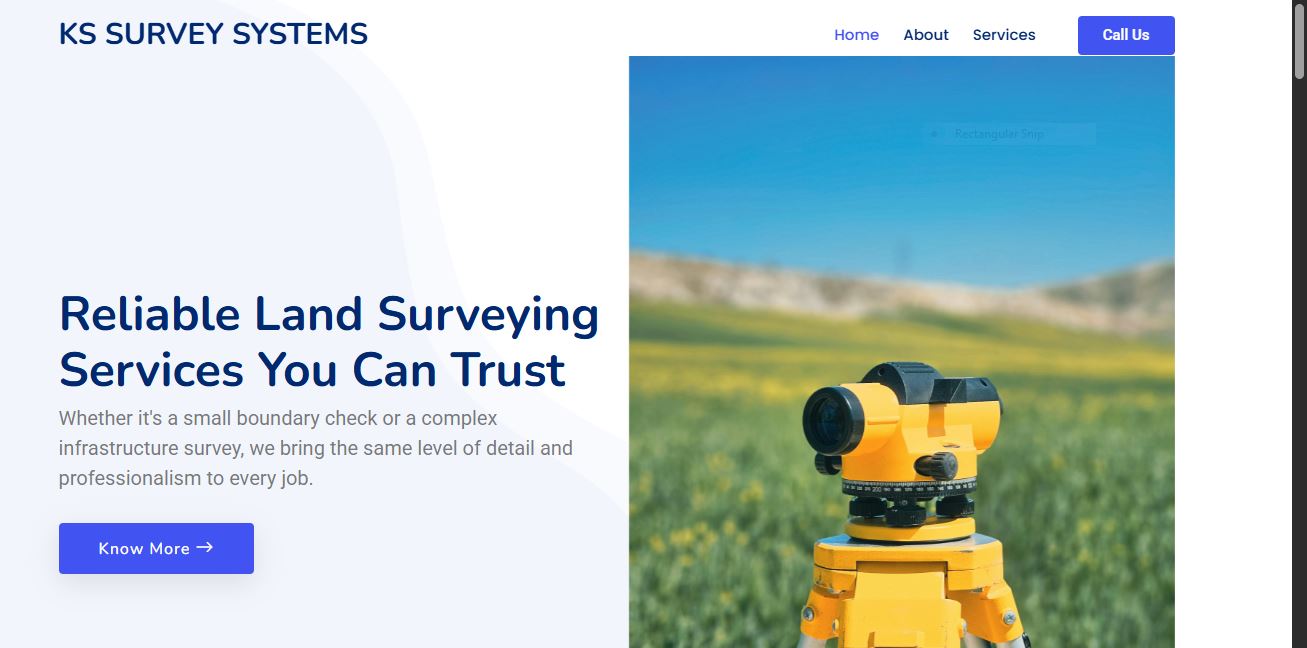 KS SURVEY SYSTEMS
Home About Services Call Us
Rectangular Snip
Reliable Land Surveying
Services You Can Trust
Whether it's a small boundary check or a complex
infrastructure survey, we bring the same level of detail and
professionalism to every job.
Know More →